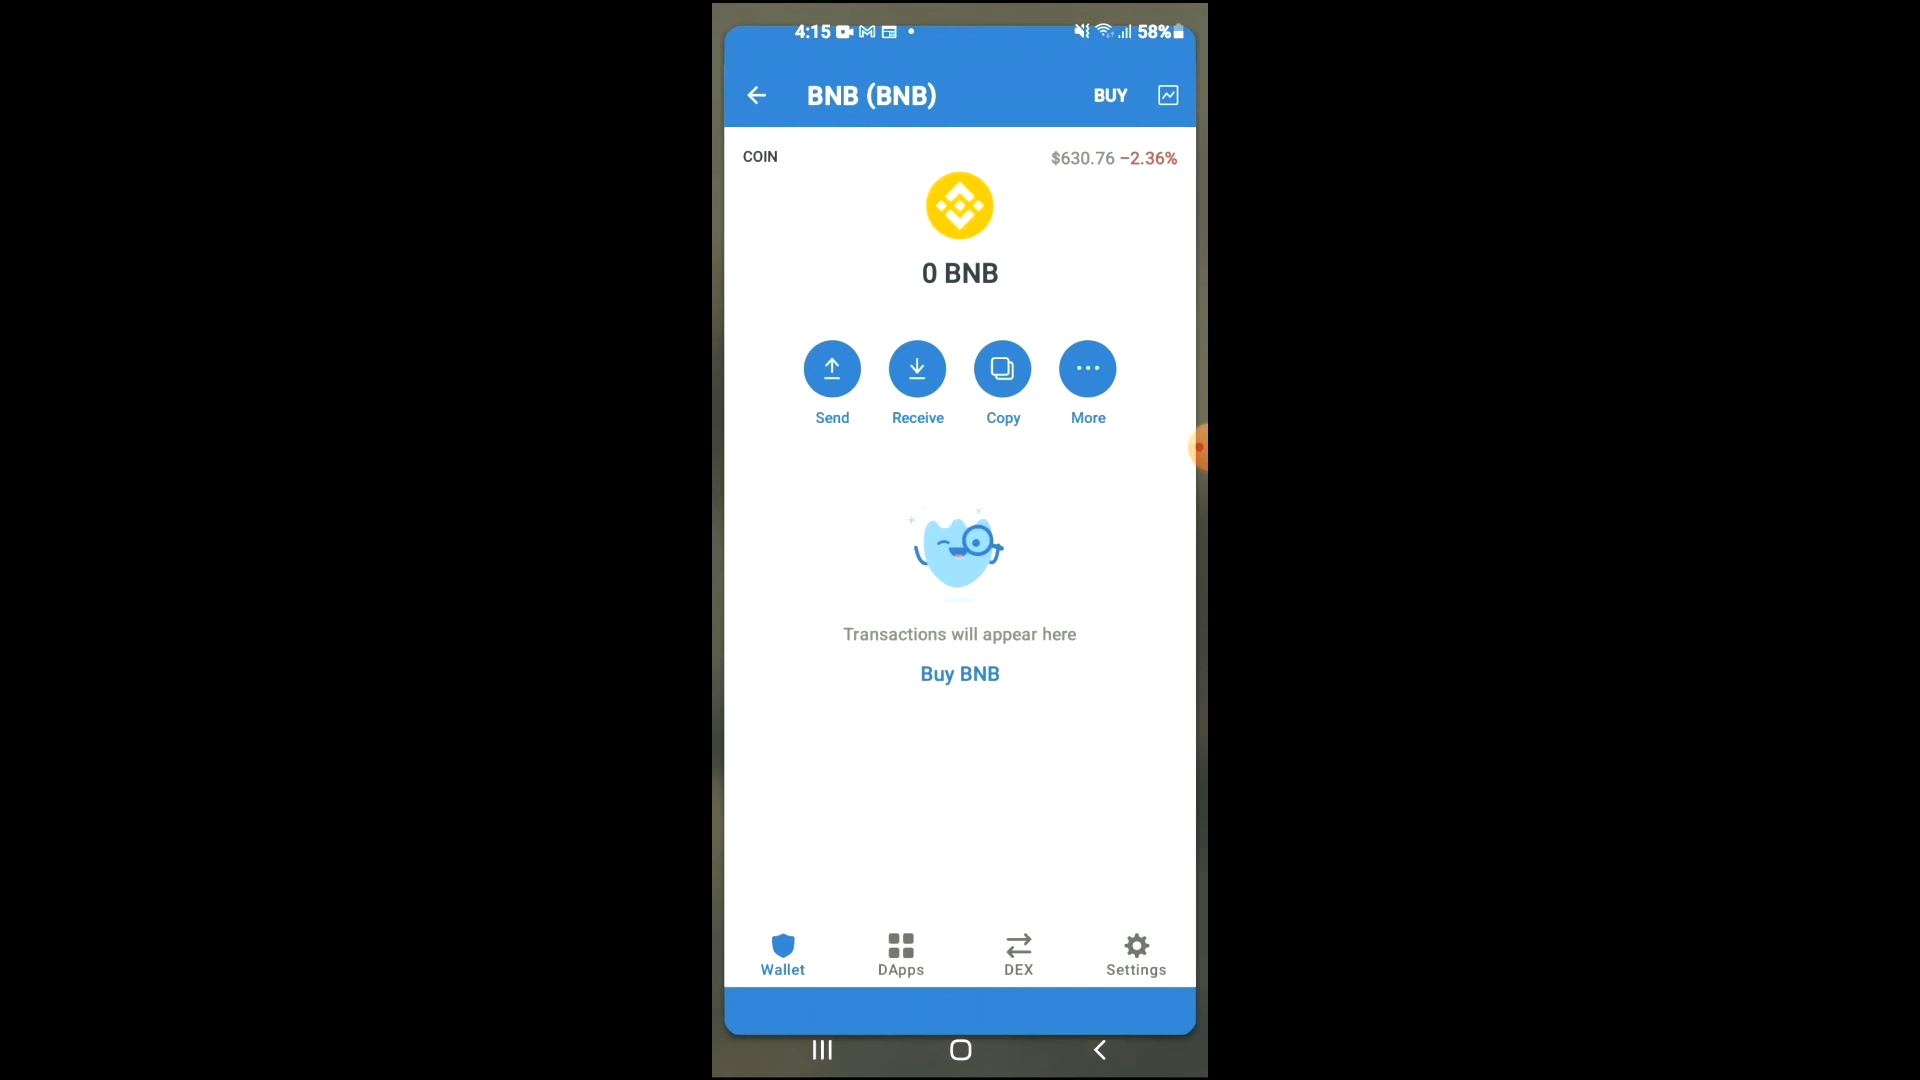 4:15 58%
BNB (BNB) BUY
COIN $630.76 −2.36%
0 BNB
Send Receive Copy More
Transactions will appear here
Buy BNB
Wallet DApps DEX Settings